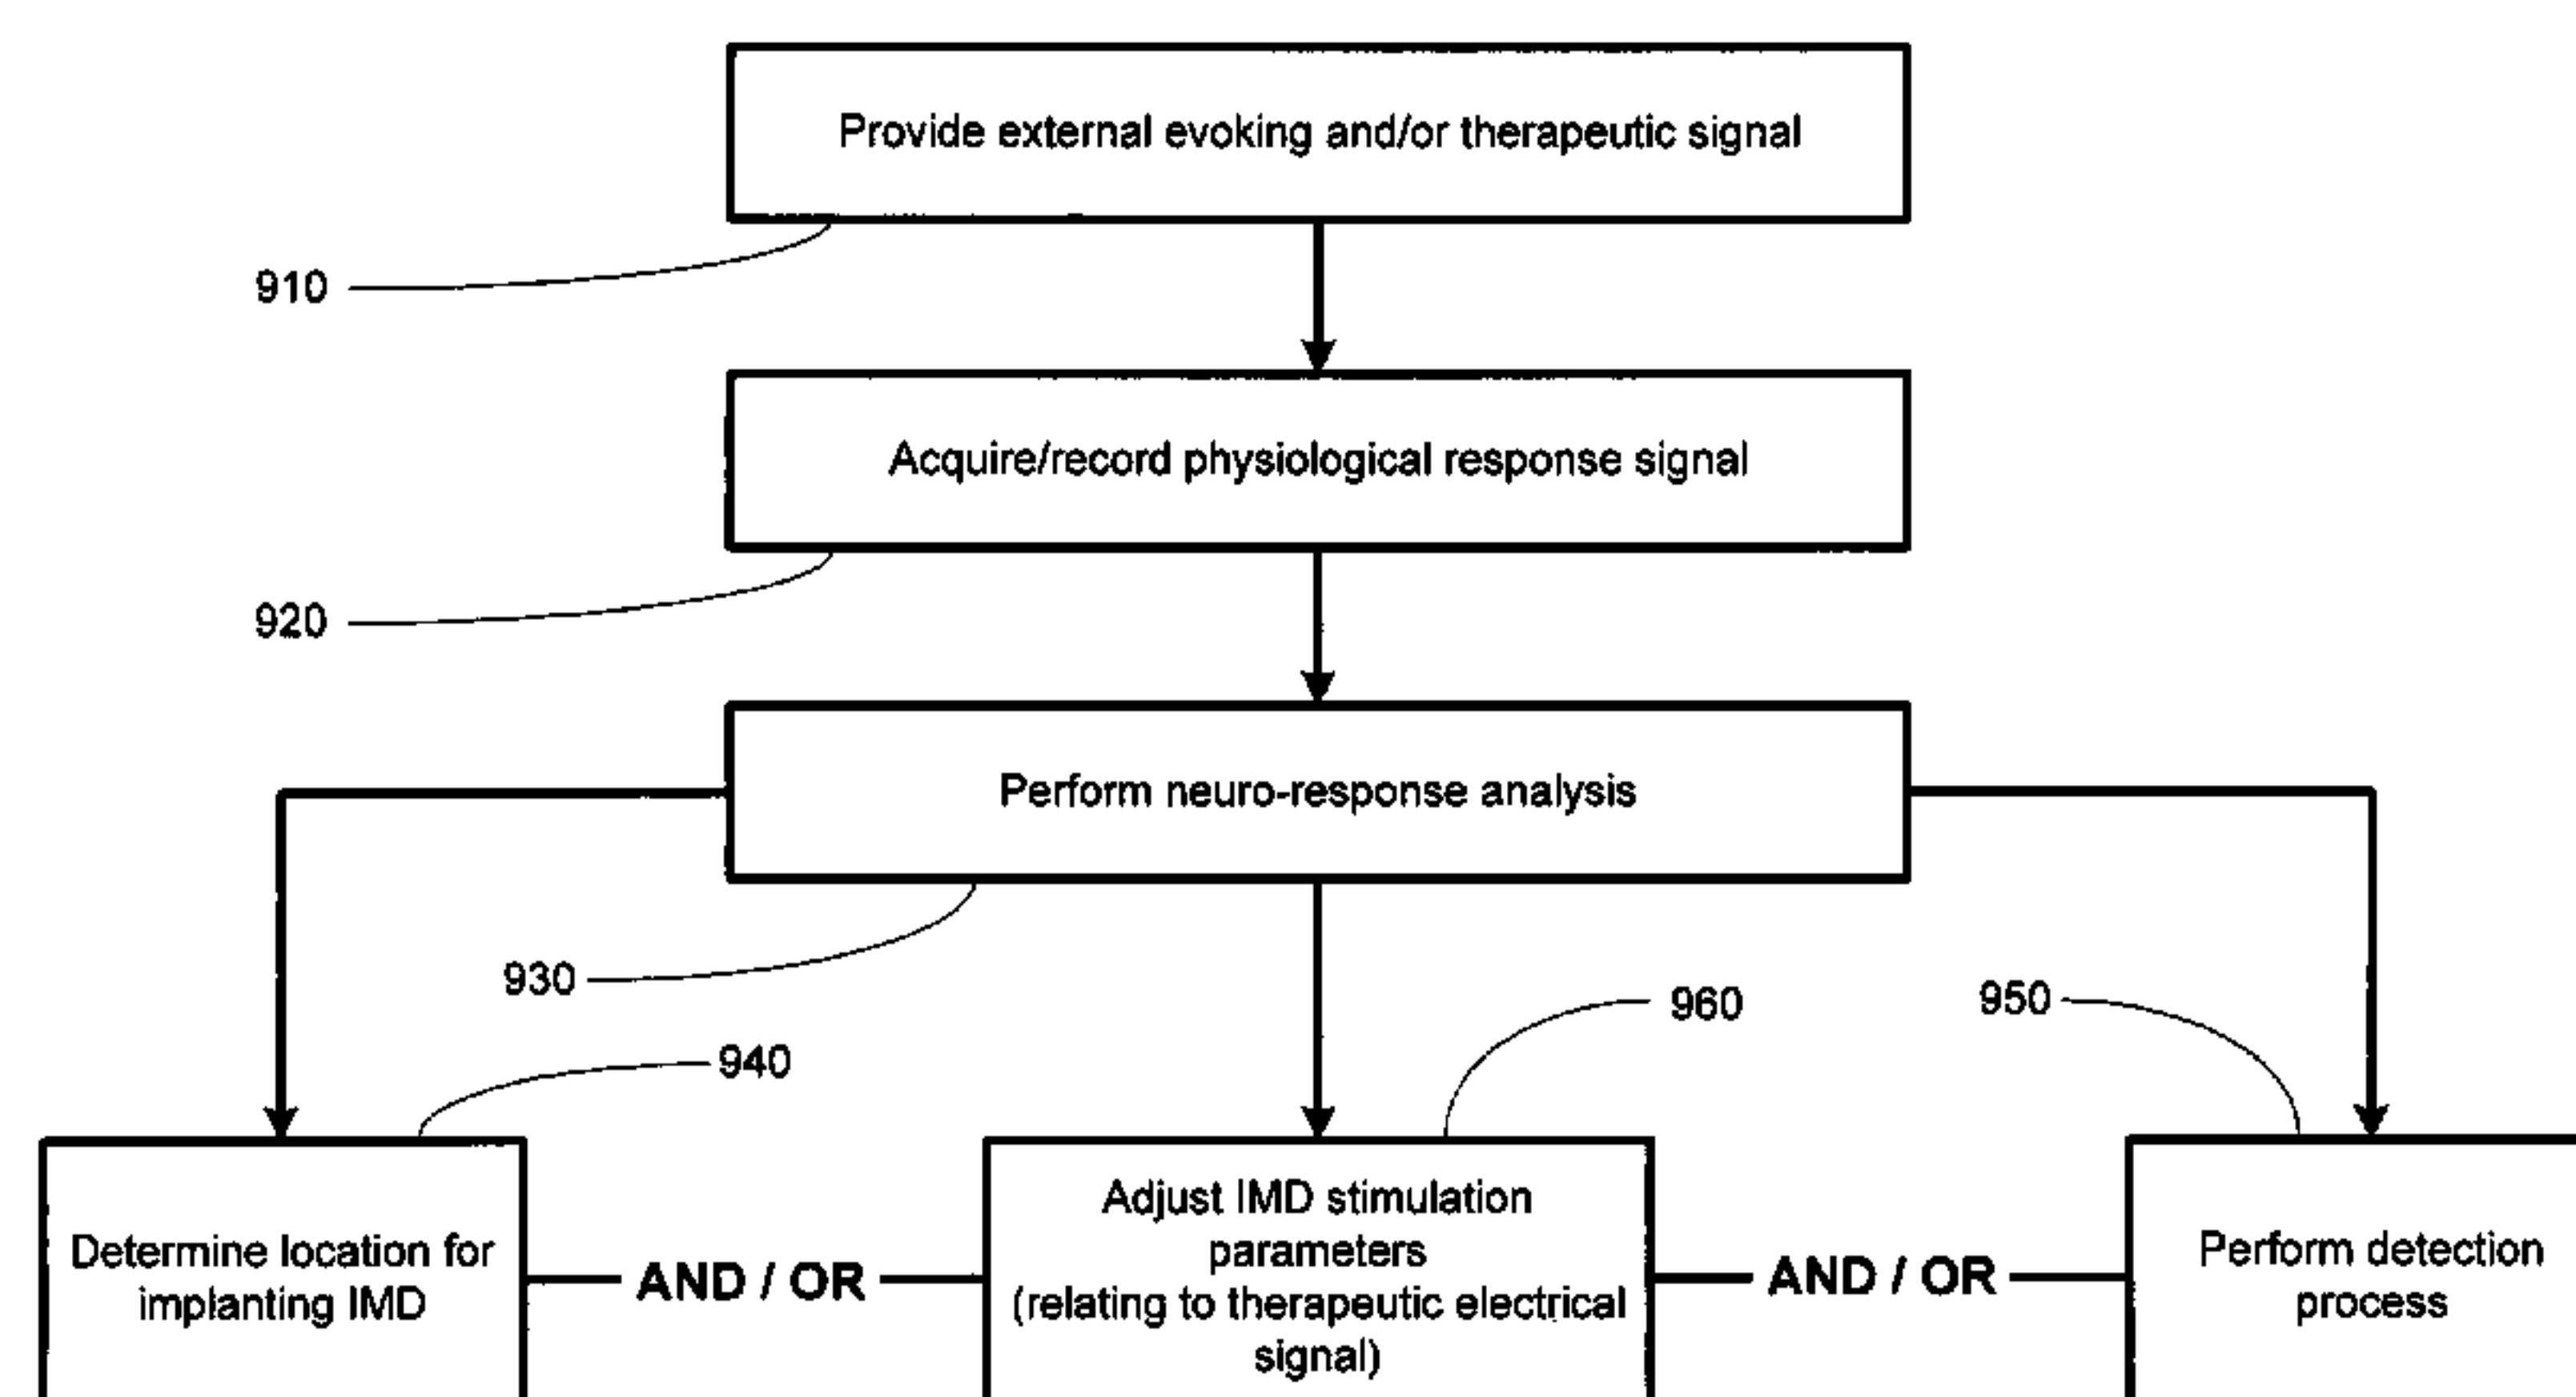 Provide external evoking and/or therapeutic signal
910
Acquire/record physiological response signal
920
Perform neuro-response analysis
930
960
950
940
Determine location for
implanting IMD
AND / OR
Adjust IMD stimulation
parameters
(relating to therapeutic electrical
signal)
AND / OR
Perform detection
process